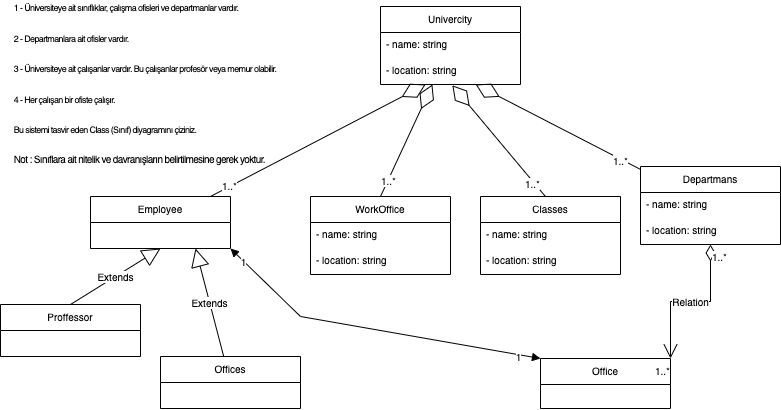 1 - Üniversiteye ait sınıflıklar, çalışma ofisleri ve departmanlar vardır.
2 - Departmanlara ait ofisler vardır.
3 - Üniversiteye ait çalışanlar vardır. Bu çalışanlar profesör veya memur olabilir.
4 - Her çalışan bir ofiste çalışır.
Bu sistemi tasvir eden Class (Sınıf) diyagramını çiziniz.
Not : Sınıflara ait nitelik ve davranışların belirtilmesine gerek yoktur.
Univercity
- name: string
- location: string
1..*
1..*
1..*
1..*
Employee
WorkOffice
- name: string
- location: string
Classes
- name: string
- location: string
Departmans
- name: string
- location: string
1
1..*
Extends
Extends
Relation
Proffessor
Offices
1
Office
1..*